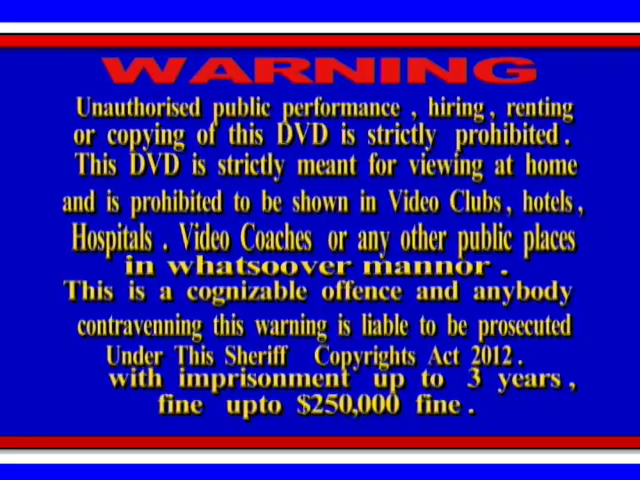 WARNING
Unauthorised public performance , hiring , renting
or copying of this DVD is strictly prohibited .
This DVD is strictly meant for viewing at home
and is prohibited to be shown in Video Clubs , hotels ,
Hospitals . Video Coaches or any other public places
in whatsoover mannor .
This is a cognizable offence and anybody
contravenning this warning is liable to be prosecuted
Under This Sheriff Copyrights Act 2012 .
with imprisonment up to 3 years ,
fine upto $250,000 fine .